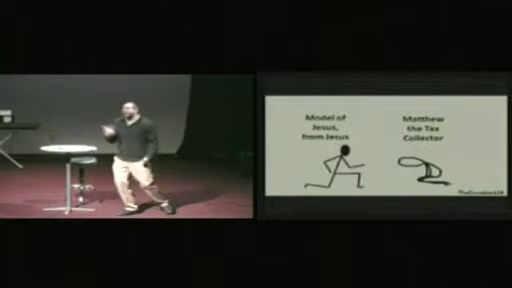 Model of
Jesus,
from Jesus
Matthew
the Tax
Collector